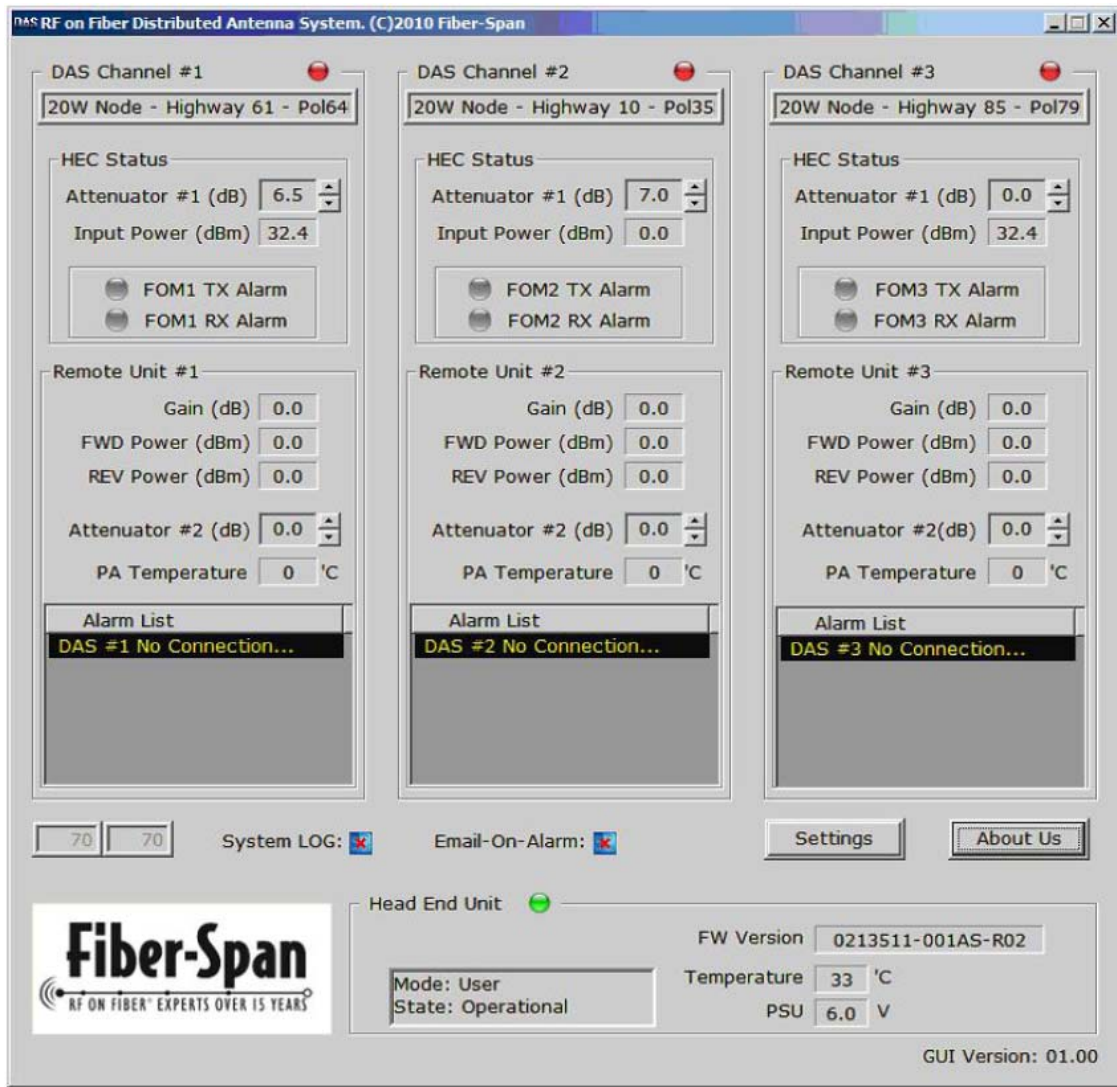 DAS RF on Fiber Distributed Antenna System. (C)2010 Fiber-Span
DAS Channel #1
20W Node - Highway 61 - Pol64
HEC Status
Attenuator #1 (dB) 6.5
Input Power (dBm) 32.4
FOM1 TX Alarm
FOM1 RX Alarm
Remote Unit #1
Gain (dB) 0.0
FWD Power (dBm) 0.0
REV Power (dBm) 0.0
Attenuator #2 (dB) 0.0
PA Temperature 0 'C
Alarm List
DAS #1 No Connection...
DAS Channel #2
20W Node - Highway 10 - Pol35
HEC Status
Attenuator #1 (dB) 7.0
Input Power (dBm) 0.0
FOM2 TX Alarm
FOM2 RX Alarm
Remote Unit #2
Gain (dB) 0.0
FWD Power (dBm) 0.0
REV Power (dBm) 0.0
Attenuator #2 (dB) 0.0
PA Temperature 0 'C
Alarm List
DAS #2 No Connection...
DAS Channel #3
20W Node - Highway 85 - Pol79
HEC Status
Attenuator #1 (dB) 0.0
Input Power (dBm) 32.4
FOM3 TX Alarm
FOM3 RX Alarm
Remote Unit #3
Gain (dB) 0.0
FWD Power (dBm) 0.0
REV Power (dBm) 0.0
Attenuator #2(dB) 0.0
PA Temperature 0 'C
Alarm List
DAS #3 No Connection...
70 70 System LOG: Email-On-Alarm: Settings About Us
Fiber-Span
RF ON FIBER® EXPERTS OVER 15 YEARS
Head End Unit
Mode: User
State: Operational
FW Version 0213511-001AS-R02
Temperature 33 'C
PSU 6.0 V
GUI Version: 01.00